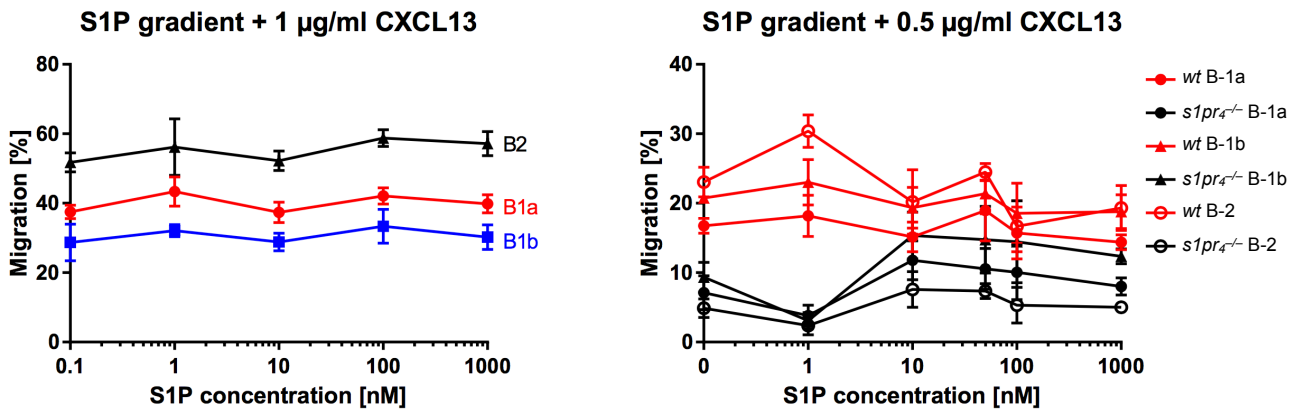 S1P gradient + 1 µg/ml CXCL13
80
60
40
20
0
Migration [%]
B2
B1a
B1b
0.1 1 10 100 1000
S1P concentration [nM]
S1P gradient + 0.5 µg/ml CXCL13
40
30
20
10
0
Migration [%]
0 1 10 100 1000
S1P concentration [nM]
wt B-1a
s1pr₄⁻/⁻ B-1a
wt B-1b
s1pr₄⁻/⁻ B-1b
wt B-2
s1pr₄⁻/⁻ B-2